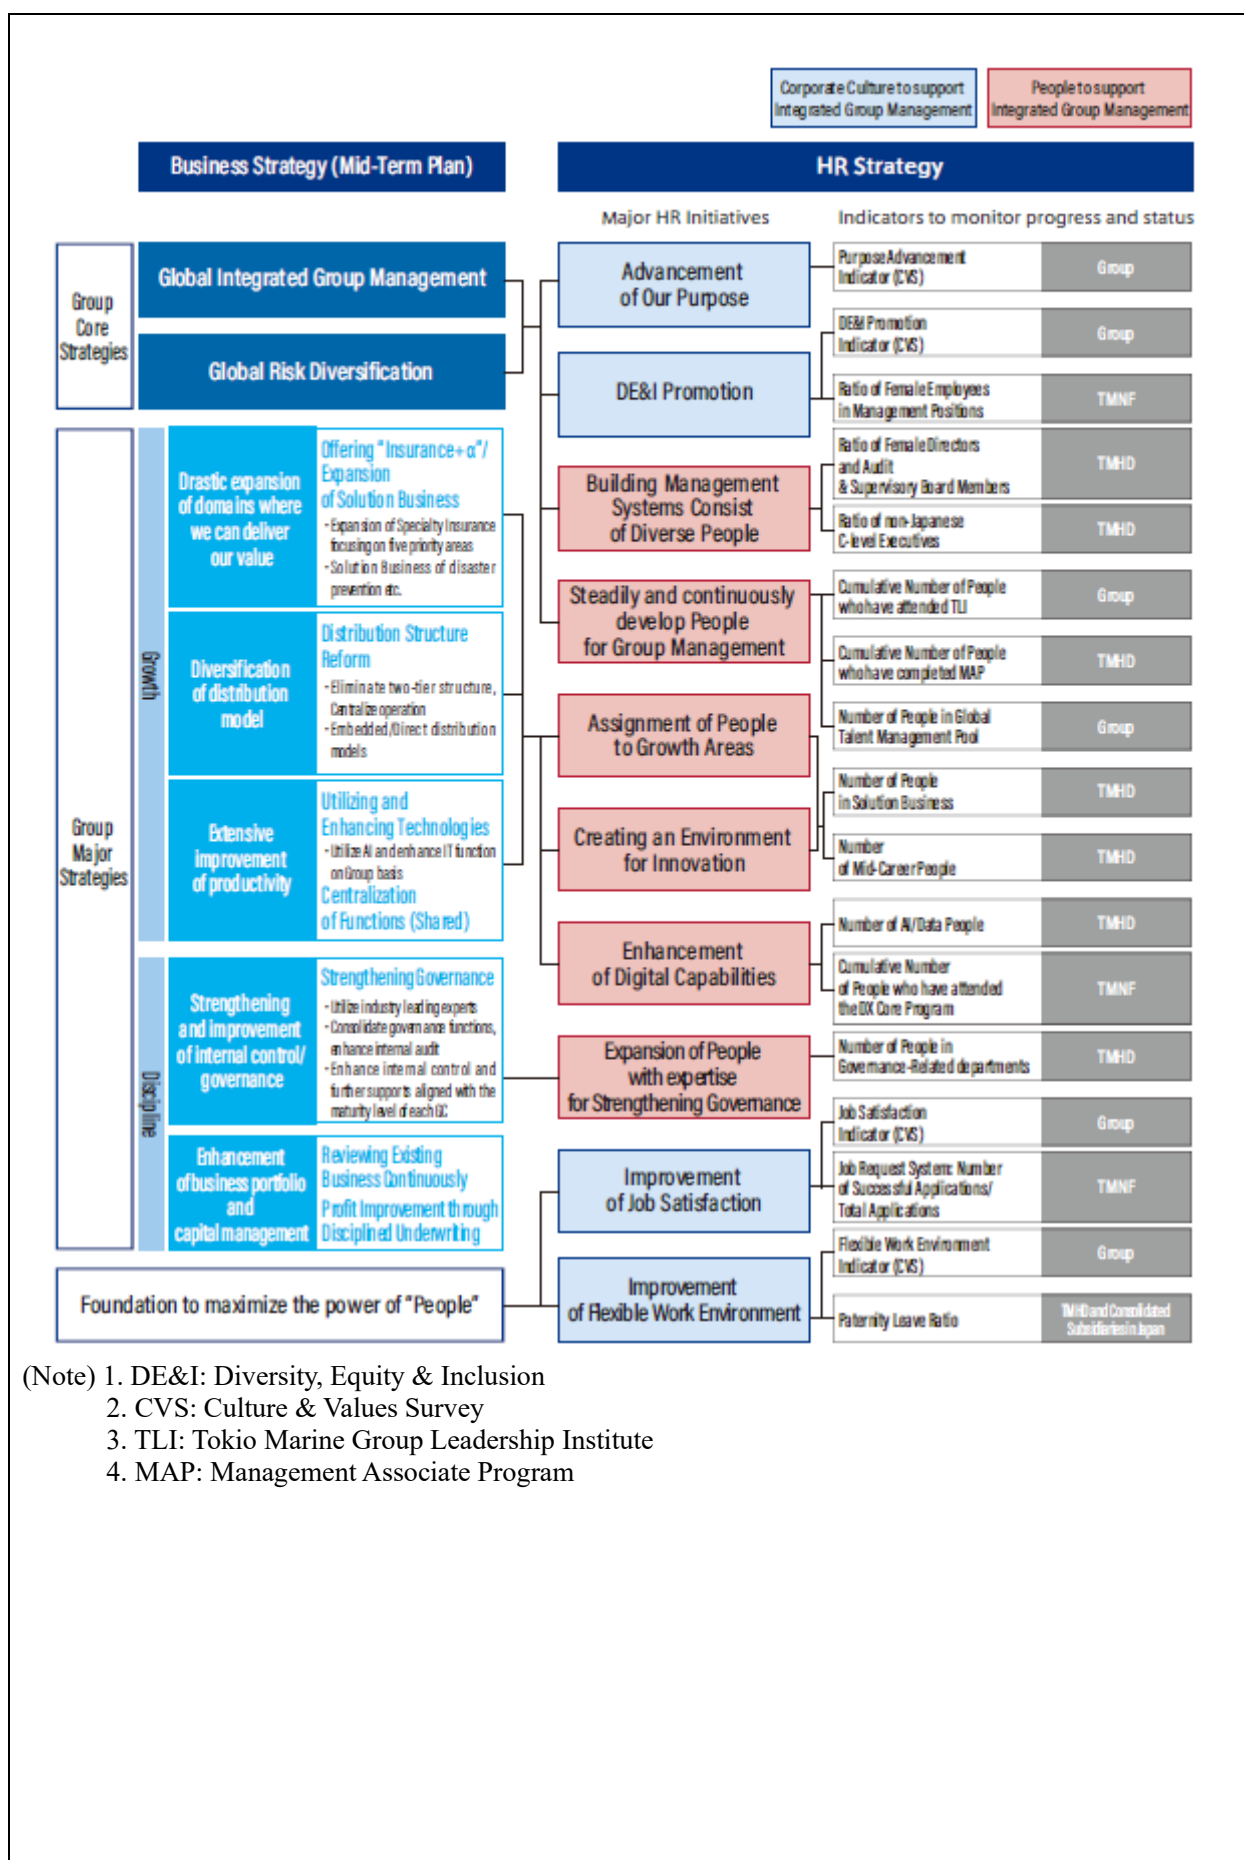 Corporate Culture to support
Integrated Group Management
People to support
Integrated Group Management
Business Strategy (Mid-Term Plan)
HR Strategy
Major HR Initiatives
Indicators to monitor progress and status
Group
Core
Strategies
Global Integrated Group Management
Global Risk Diversification
Group
Major
Strategies
Growth
Drastic expansion
of domains where
we can deliver
our value
Offering "Insurance+ α"/
Expansion
of Solution Business
- Expansion of Specialty Insurance
focusing on five priority areas
- Solution Business of disaster
prevention etc.
Diversification
of distribution
model
Distribution Structure
Reform
- Eliminate two-tier structure,
Centralize operation
- Embedded/Direct distribution
models
Extensive
improvement
of productivity
Utilizing and
Enhancing Technologies
- Utilize AI and enhance IT function
on Group basis
Centralization
of Functions (Shared)
Discipline
Strengthening
and improvement
of internal control/
governance
Strengthening Governance
- Utilize industry leading experts
- Consolidate governance functions,
enhance internal audit
- Enhance internal control and
further supports aligned with the
maturity level of each GC
Enhancement
of business portfolio
and
capital management
Reviewing Existing
Business Continuously
Profit Improvement through
Disciplined Underwriting
Foundation to maximize the power of "People"
Advancement
of Our Purpose
Purpose Advancement
Indicator (CVS)
Group
DE&I Promotion
DE&I Promotion
Indicator (CVS)
Group
Ratio of Female Employees
in Management Positions
TMNF
Building Management
Systems Consist
of Diverse People
Ratio of Female Directors
and Audit
& Supervisory Board Members
TMHD
Ratio of non-Japanese
C-level Executives
TMHD
Steadily and continuously
develop People
for Group Management
Cumulative Number of People
who have attended TLI
Group
Cumulative Number of People
who have completed MAP
TMHD
Number of People in Global
Talent Management Pool
Group
Assignment of People
to Growth Areas
Creating an Environment
for Innovation
Number of People
in Solution Business
TMHD
Number
of Mid-Career People
TMHD
Enhancement
of Digital Capabilities
Number of AI/Data People
TMHD
Cumulative Number
of People who have attended
the DX Core Program
TMNF
Expansion of People
with expertise
for Strengthening Governance
Number of People in
Governance-Related departments
TMHD
Improvement
of Job Satisfaction
Job Satisfaction
Indicator (CVS)
Group
Job Request System: Number
of Successful Applications/
Total Applications
TMNF
Improvement
of Flexible Work Environment
Flexible Work Environment
Indicator (CVS)
Group
Paternity Leave Ratio
TMHD and Consolidated
Subsidiaries in Japan
(Note) 1. DE&I: Diversity, Equity & Inclusion
2. CVS: Culture & Values Survey
3. TLI: Tokio Marine Group Leadership Institute
4. MAP: Management Associate Program